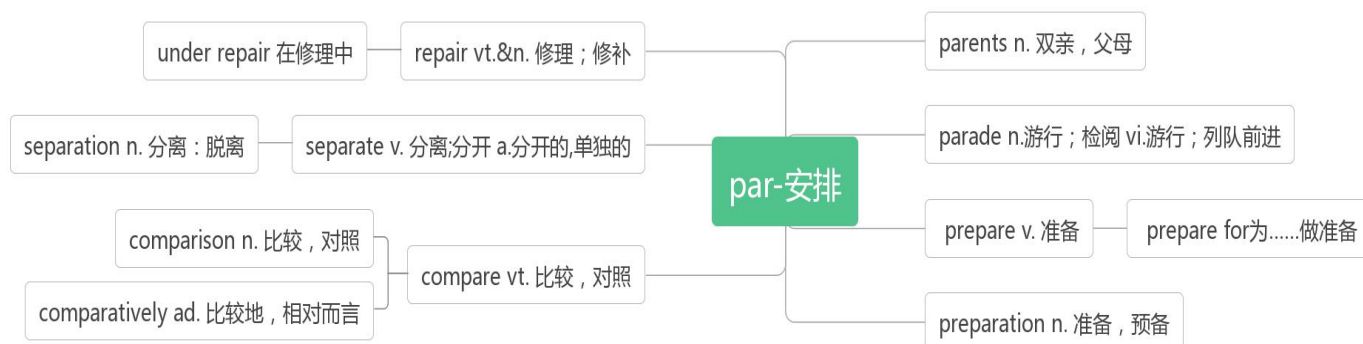 under repair 在修理中
repair vt.&n. 修理；修补
separation n. 分离：脱离
separate v. 分离;分开 a.分开的,单独的
comparison n. 比较，对照
comparatively ad. 比较地，相对而言
compare vt. 比较，对照
par-安排
parents n. 双亲，父母
parade n.游行；检阅 vi.游行；列队前进
prepare v. 准备
prepare for为......做准备
preparation n. 准备，预备